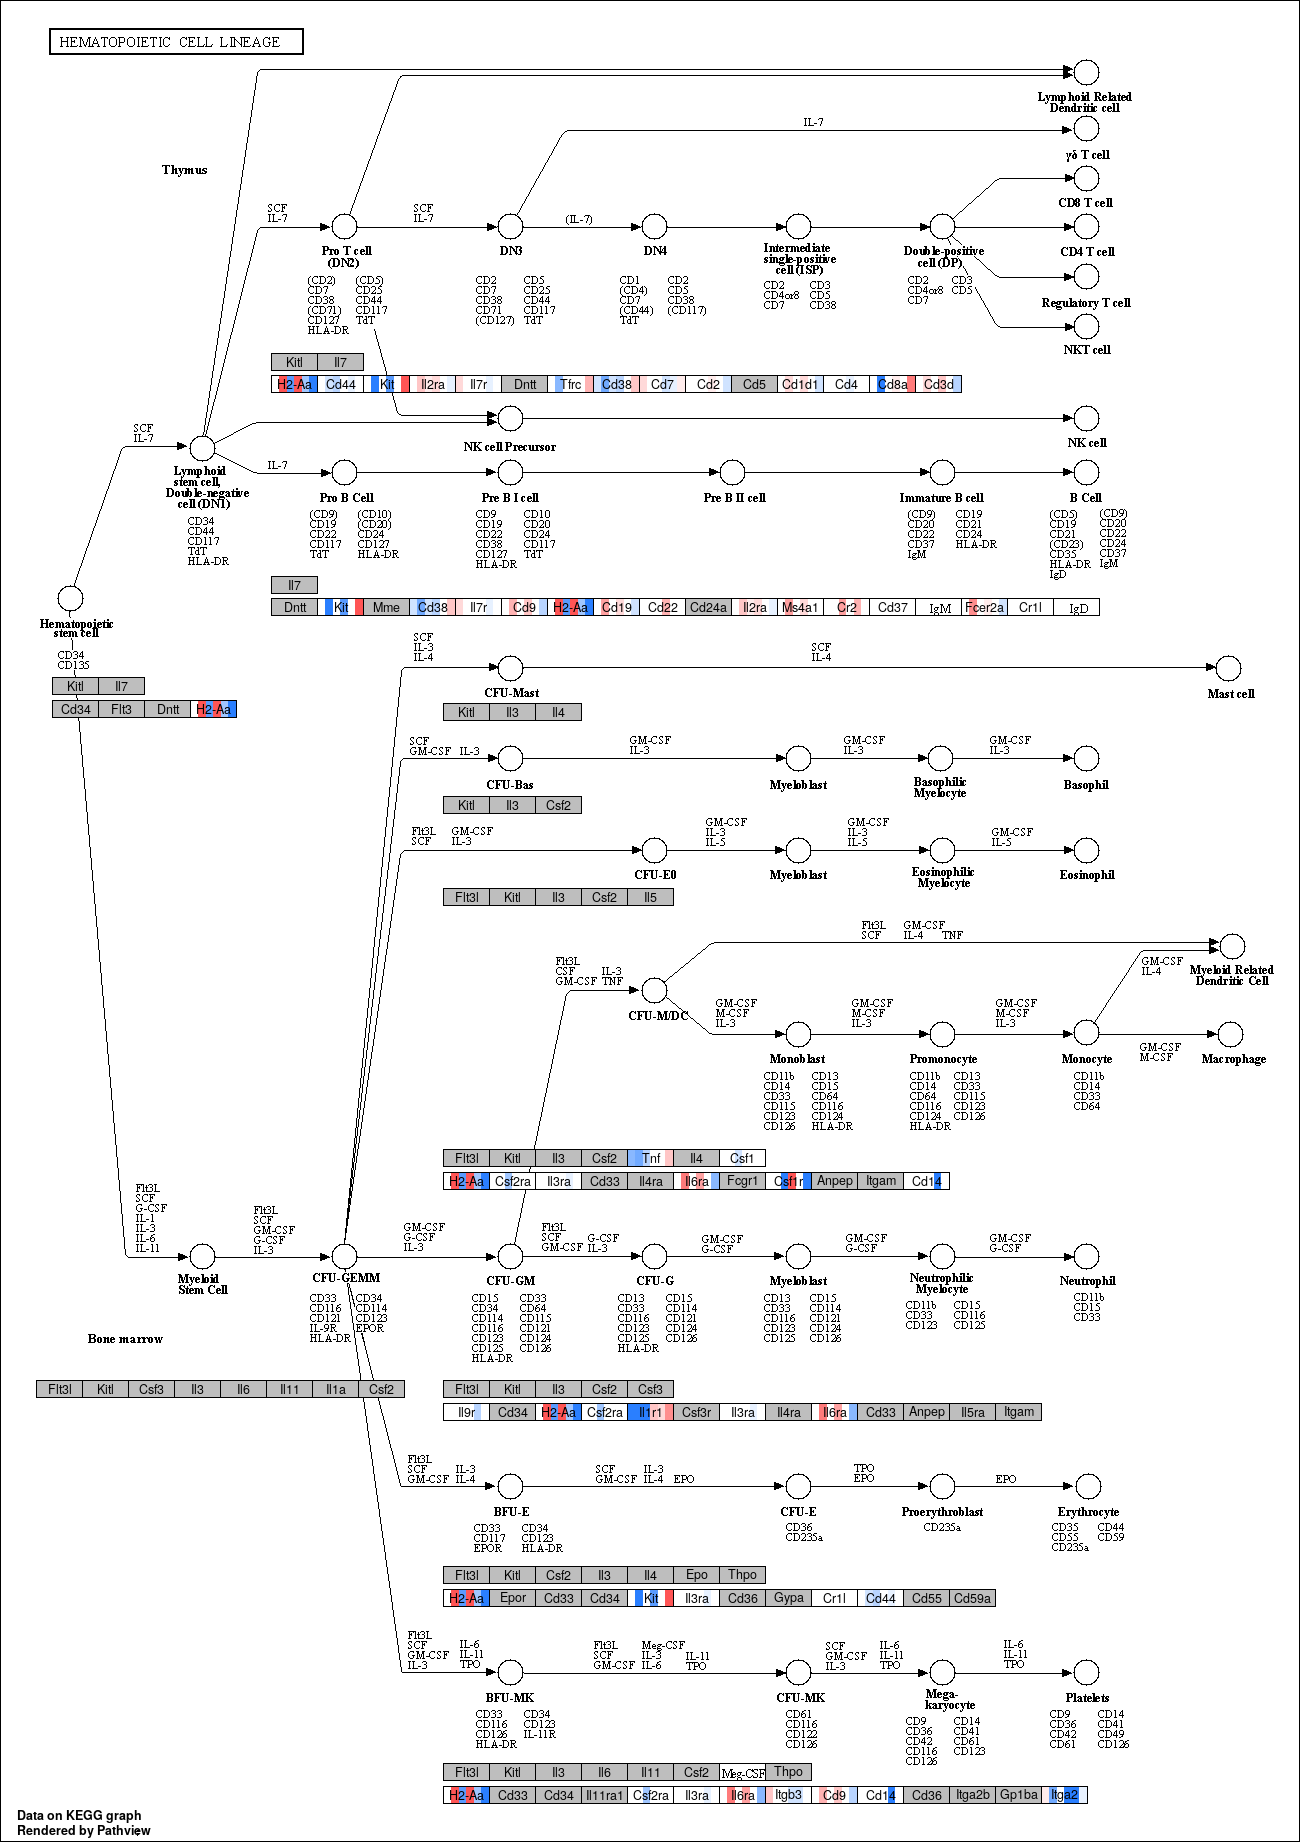 HEMATOPOIETIC CELL LINEAGE
Lymphoid Related
Dendritic cell
IL-7
γδ T cell
Thymus
CD8 T cell
SCF
IL-7
SCF
IL-7
(IL-7)
Pro T cell
(DN2)
DN3
DN4
Intermediate
single-positive
cell (ISP)
Double-positive
cell (DP)
CD4 T cell
Regulatory T cell
NKT cell
(CD2) (CD5)
CD7 CD25
CD38 CD44
(CD71) CD117
CD127 TdT
HLA-DR
CD2 CD5
CD7 CD25
CD38 CD44
CD71 CD117
(CD127) TdT
CD1 CD2
(CD4) CD5
CD7 CD38
(CD44) (CD117)
TdT
CD2 CD3
CD4or8 CD5
CD7 CD38
CD2 CD3
CD4or8 CD5
CD7
Kitl Il7
H2-Aa Cd44 Kit Il2ra Il7r Dntt Tfrc Cd38 Cd7 Cd2 Cd5 Cd1d1 Cd4 Cd8a Cd3d
SCF
IL-7
NK cell Precursor
NK cell
Lymphoid
stem cell,
Double-negative
cell (DN1)
CD34
CD44
CD117
TdT
HLA-DR
IL-7
Pro B Cell
Pre B I cell
Pre B II cell
Immature B cell
B Cell
(CD9) (CD10)
CD19 (CD20)
CD22 CD24
CD117 CD127
TdT HLA-DR
CD9 CD10
CD19 CD20
CD22 CD24
CD38 CD117
CD127 TdT
HLA-DR
(CD9) CD19
CD20 CD21
CD22 CD24
CD37 HLA-DR
IgM
(CD5) (CD9)
CD19 CD20
CD21 CD22
(CD23) CD24
CD35 CD37
HLA-DR IgM
IgD
Il7
Dntt Kit Mme Cd38 Il7r Cd9 H2-Aa Cd19 Cd22 Cd24a Il2ra Ms4a1 Cr2 Cd37 IgM Fcer2a Cr1l IgD
Hematopoietic
stem cell
CD34
CD135
Kitl Il7
Cd34 Flt3 Dntt H2-Aa
SCF
IL-3
IL-4
SCF
IL-4
CFU-Mast
Mast cell
Kitl Il3 Il4
SCF
GM-CSF IL-3
GM-CSF
IL-3
GM-CSF
IL-3
GM-CSF
IL-3
CFU-Bas
Myeloblast
Basophilic
Myelocyte
Basophil
Kitl Il3 Csf2
Flt3L GM-CSF
SCF IL-3
GM-CSF
IL-3
IL-5
GM-CSF
IL-3
IL-5
GM-CSF
IL-5
CFU-E0
Myeloblast
Eosinophilic
Myelocyte
Eosinophil
Flt3l Kitl Il3 Csf2 Il5
Flt3L GM-CSF
SCF IL-4 TNF
Flt3L
CSF IL-3
GM-CSF TNF
CFU-M/DC
GM-CSF
IL-4
Myeloid Related
Dendritic Cell
GM-CSF
M-CSF
IL-3
GM-CSF
M-CSF
IL-3
GM-CSF
M-CSF
IL-3
GM-CSF
M-CSF
Monoblast
Promonocyte
Monocyte
Macrophage
CD11b CD13
CD14 CD15
CD33 CD64
CD115 CD116
CD123 CD124
CD126 HLA-DR
CD11b CD13
CD14 CD33
CD64 CD115
CD116 CD123
CD124 CD126
HLA-DR
CD11b
CD14
CD33
CD64
Flt3l Kitl Il3 Csf2 Tnf Il4 Csf1
H2-Aa Csf2ra Il3ra Cd33 Il4ra Il6ra Fcgr1 Csf1r Anpep Itgam Cd14
Flt3L
SCF
G-CSF
IL-1
IL-3
IL-6
IL-11
Flt3L
SCF
GM-CSF
G-CSF
IL-3
GM-CSF
G-CSF
IL-3
Flt3L
SCF G-CSF
GM-CSF IL-3
GM-CSF
G-CSF
GM-CSF
G-CSF
GM-CSF
G-CSF
Myeloid
Stem Cell
CFU-GEMM
CFU-GM
CFU-G
Myeloblast
Neutrophilic
Myelocyte
Neutrophil
CD33 CD34
CD116 CD114
CD121 CD123
IL-9R EPOR
HLA-DR
CD15 CD33
CD34 CD64
CD114 CD115
CD116 CD121
CD123 CD124
CD125 CD126
HLA-DR
CD13 CD15
CD33 CD114
CD116 CD121
CD123 CD124
CD125 CD126
HLA-DR
CD13 CD15
CD33 CD114
CD116 CD121
CD123 CD124
CD125 CD126
CD11b CD15
CD33 CD116
CD123 CD125
CD11b
CD15
CD33
Bone marrow
Flt3l Kitl Csf3 Il3 Il6 Il11 Il1a Csf2
Flt3l Kitl Il3 Csf2 Csf3
Il9r Cd34 H2-Aa Csf2ra Il1r1 Csf3r Il3ra Il4ra Il6ra Cd33 Anpep Il5ra Itgam
Flt3L
SCF IL-3
GM-CSF IL-4
SCF IL-3
GM-CSF IL-4 EPO
TPO
EPO
EPO
BFU-E
CFU-E
Proerythroblast
Erythrocyte
CD33 CD34
CD117 CD123
EPOR HLA-DR
CD36
CD235a
CD235a
CD35 CD44
CD55 CD59
CD235a
Flt3l Kitl Csf2 Il3 Il4 Epo Thpo
H2-Aa Epor Cd33 Cd34 Kit Il3ra Cd36 Gypa Cr1l Cd44 Cd55 Cd59a
Flt3L
SCF IL-6
GM-CSF IL-11
IL-3 TPO
Flt3L Meg-CSF
SCF IL-3 IL-11
GM-CSF IL-6 TPO
SCF IL-6
GM-CSF IL-11
IL-3 TPO
IL-6
IL-11
TPO
BFU-MK
CFU-MK
Mega-
karyocyte
Platelets
CD33 CD34
CD116 CD123
CD126 IL-11R
HLA-DR
CD61
CD116
CD122
CD126
CD9 CD14
CD36 CD41
CD42 CD61
CD116 CD123
CD126
CD9 CD14
CD36 CD41
CD42 CD49
CD61 CD126
Flt3l Kitl Il3 Il6 Il11 Csf2 Meg-CSF Thpo
H2-Aa Cd33 Cd34 Il11ra1 Csf2ra Il3ra Il6ra Itgb3 Cd9 Cd14 Cd36 Itga2b Gp1ba Itga2
Data on KEGG graph
Rendered by Pathview